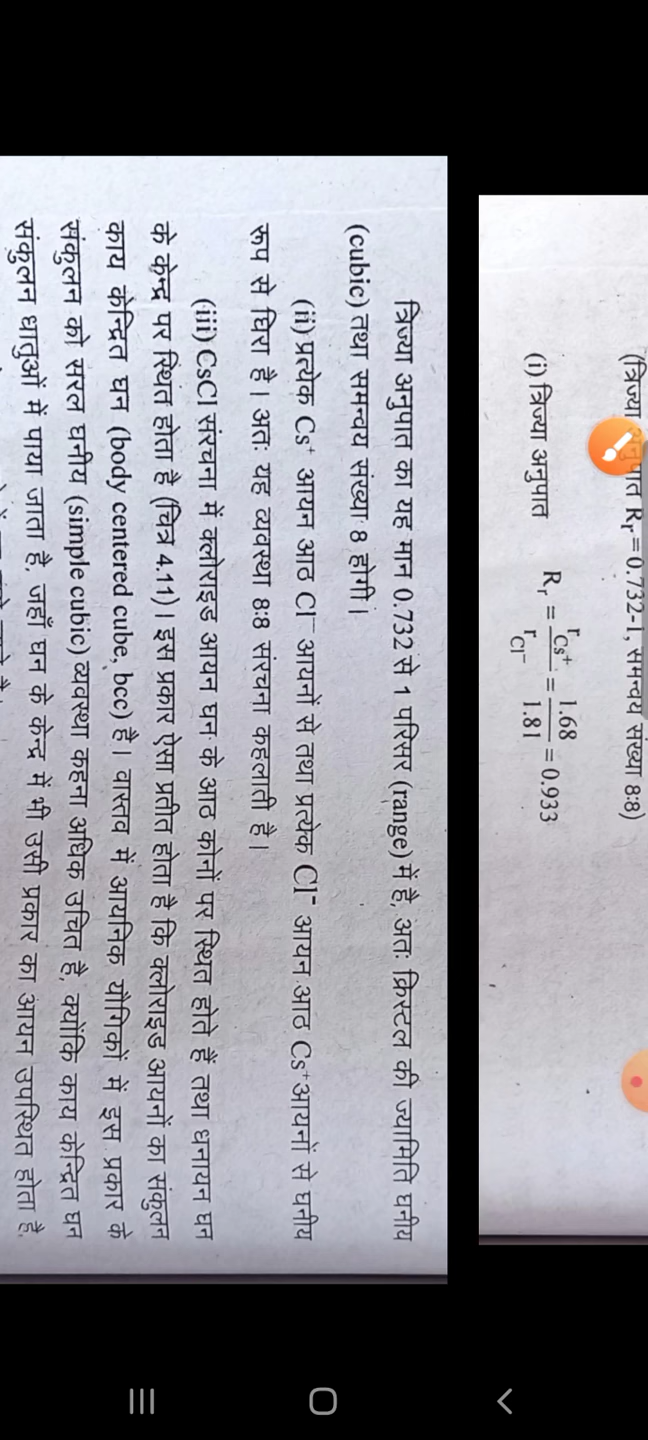 (त्रिज्या अनुपात Rᵣ = 0.732-1, समन्वय संख्या 8:8)
(i) त्रिज्या अनुपात Rᵣ = r_Cs⁺ / r_Cl⁻ = 1.68 / 1.81 = 0.933
त्रिज्या अनुपात का यह मान 0.732 से 1 परिसर (range) में है, अतः क्रिस्टल की ज्यामिति घनीय
(cubic) तथा समन्वय संख्या 8 होगी।
(ii) प्रत्येक Cs⁺ आयन आठ Cl⁻ आयनों से तथा प्रत्येक Cl⁻ आयन आठ Cs⁺ आयनों से घनीय
रूप से घिरा है। अतः यह व्यवस्था 8:8 संरचना कहलाती है।
(iii) CsCl संरचना में क्लोराइड आयन घन के आठ कोनों पर स्थित होते हैं तथा धनायन घन
के केन्द्र पर स्थित होता है (चित्र 4.11)। इस प्रकार ऐसा प्रतीत होता है कि क्लोराइड आयनों का संकुलन
काय केन्द्रित घन (body centered cube, bcc) है। वास्तव में आयनिक यौगिकों में इस प्रकार के
संकुलन को सरल घनीय (simple cubic) व्यवस्था कहना अधिक उचित है, क्योंकि काय केन्द्रित घन
संकुलन धातुओं में पाया जाता है, जहाँ घन के केन्द्र में भी उसी प्रकार का आयन उपस्थित होता है,